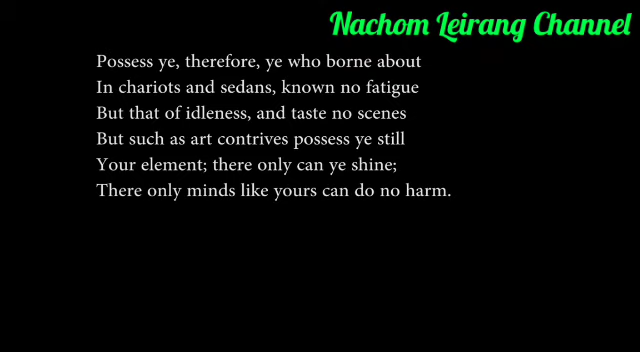 Nachom Leirang Channel
Possess ye, therefore, ye who borne about
In chariots and sedans, known no fatigue
But that of idleness, and taste no scenes
But such as art contrives possess ye still
Your element; there only can ye shine;
There only minds like yours can do no harm.